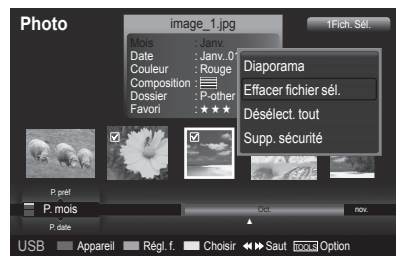 Photo
image_1.jpg
1Fich. Sél.
Mois : Janv.
Date : Janv..01
Couleur : Rouge
Composition :
Dossier : P-other
Favori : ★ ★ ★
Diaporama
Effacer fichier sél.
Désélect. tout
Supp. sécurité
P. préf
P. mois
P. date
Oct.
nov.
USB Appareil Régl. f. Choisir Saut TOOLS Option